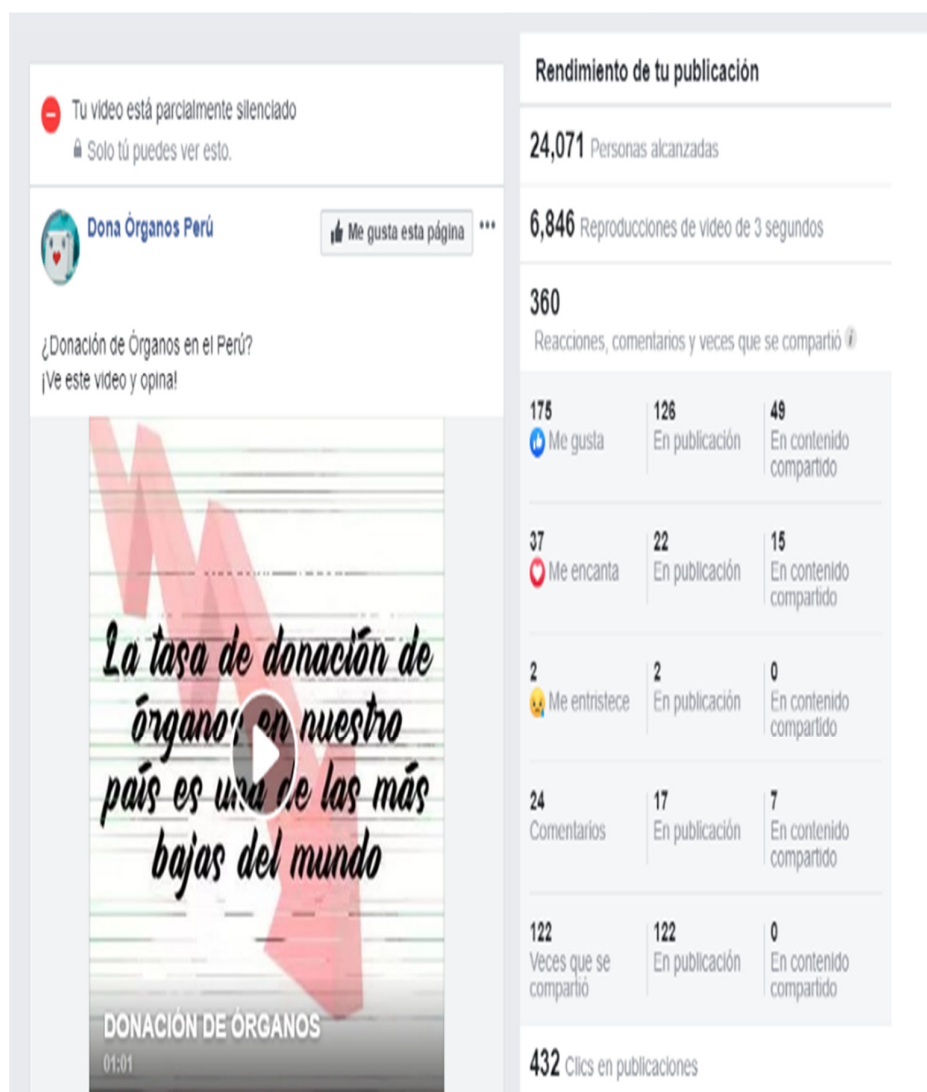 Tu video está parcialmente silenciado
Solo tú puedes ver esto.
Dona Órganos Perú
Me gusta esta página
¿Donación de Órganos en el Perú?
¡Ve este video y opina!
La tasa de donación de
órganos en nuestro
país es una de las más
bajas del mundo
DONACIÓN DE ÓRGANOS
01:01
Rendimiento de tu publicación
24,071 Personas alcanzadas
6,846 Reproducciones de video de 3 segundos
360
Reacciones, comentarios y veces que se compartió
175
Me gusta
126
En publicación
49
En contenido
compartido
37
Me encanta
22
En publicación
15
En contenido
compartido
2
Me entristece
2
En publicación
0
En contenido
compartido
24
Comentarios
17
En publicación
7
En contenido
compartido
122
Veces que se
compartió
122
En publicación
0
En contenido
compartido
432 Clics en publicaciones